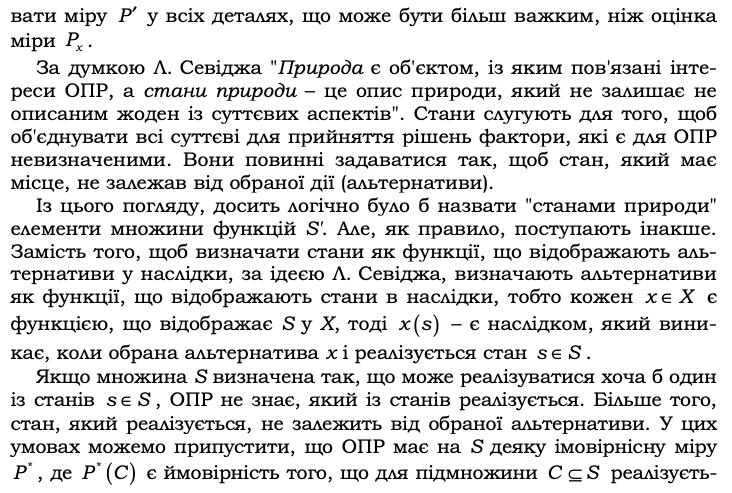 вати міру P′ у всіх деталях, що може бути більш важким, ніж оцінка
міри Pₓ.
За думкою Л. Севіджа "Природа є об'єктом, із яким пов'язані інте-
реси ОПР, а стани природи – це опис природи, який не залишає не
описаним жоден із суттєвих аспектів". Стани слугують для того, щоб
об'єднувати всі суттєві для прийняття рішень фактори, які є для ОПР
невизначеними. Вони повинні задаватися так, щоб стан, який має
місце, не залежав від обраної дії (альтернативи).
Із цього погляду, досить логічно було б назвати "станами природи"
елементи множини функцій S'. Але, як правило, поступають інакше.
Замість того, щоб визначати стани як функції, що відображають аль-
тернативи у наслідки, за ідеєю Л. Севіджа, визначають альтернативи
як функції, що відображають стани в наслідки, тобто кожен x ∈ X є
функцією, що відображає S у X, тоді x(s) – є наслідком, який вини-
кає, коли обрана альтернатива x і реалізується стан s ∈ S.
Якщо множина S визначена так, що може реалізуватися хоча б один
із станів s ∈ S, ОПР не знає, який із станів реалізується. Більше того,
стан, який реалізується, не залежить від обраної альтернативи. У цих
умовах можемо припустити, що ОПР має на S деяку імовірнісну міру
P*, де P*(C) є ймовірність того, що для підмножини C ⊆ S реалізуєть-